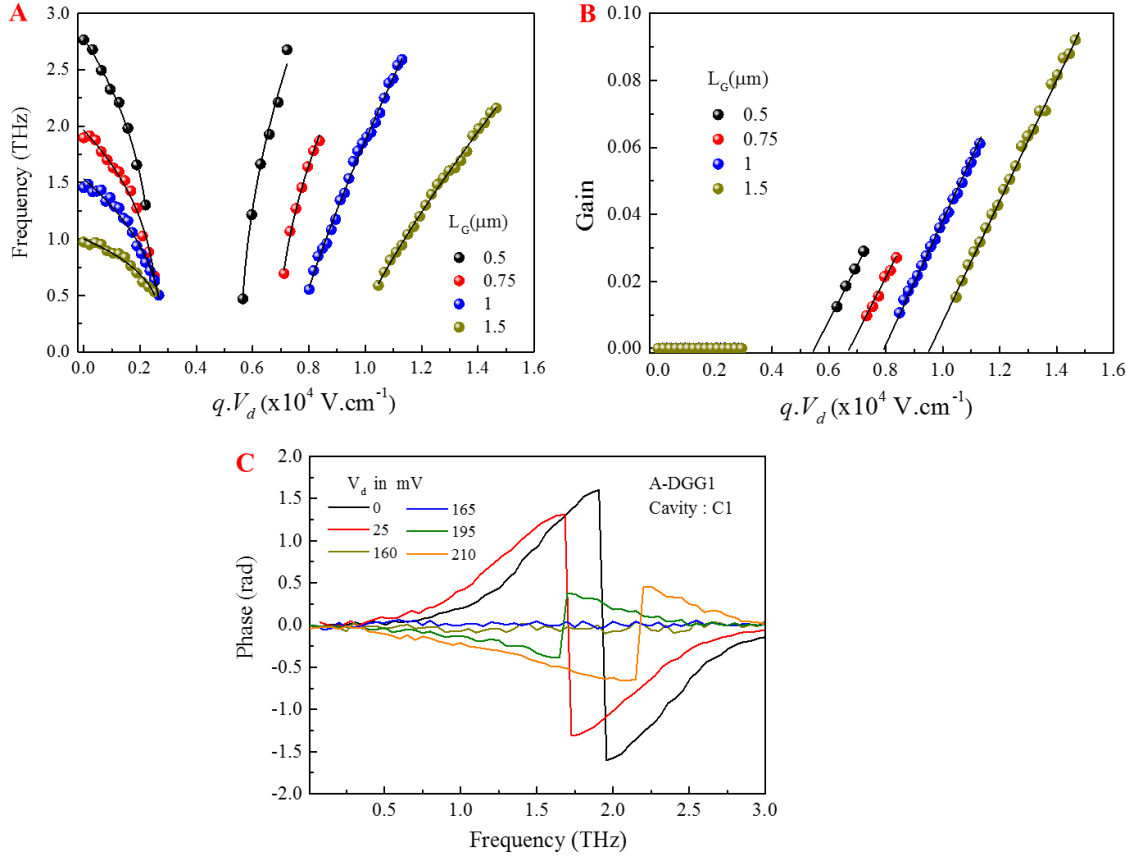 A
3.0
2.5
2.0
1.5
1.0
0.5
0.0
Frequency (THz)
L_G(μm)
0.5
0.75
1
1.5
0.0 0.2 0.4 0.6 0.8 1.0 1.2 1.4 1.6
q.V_d (x10^4 V.cm^-1)
B
0.10
0.08
0.06
0.04
0.02
0.00
Gain
L_G(μm)
0.5
0.75
1
1.5
0.0 0.2 0.4 0.6 0.8 1.0 1.2 1.4 1.6
q.V_d (x10^4 V.cm^-1)
C
2.0
1.5
1.0
0.5
0.0
-0.5
-1.0
-1.5
-2.0
Phase (rad)
V_d in mV
0 165
25 195
160 210
A-DGG1
Cavity : C1
0.5 1.0 1.5 2.0 2.5 3.0
Frequency (THz)